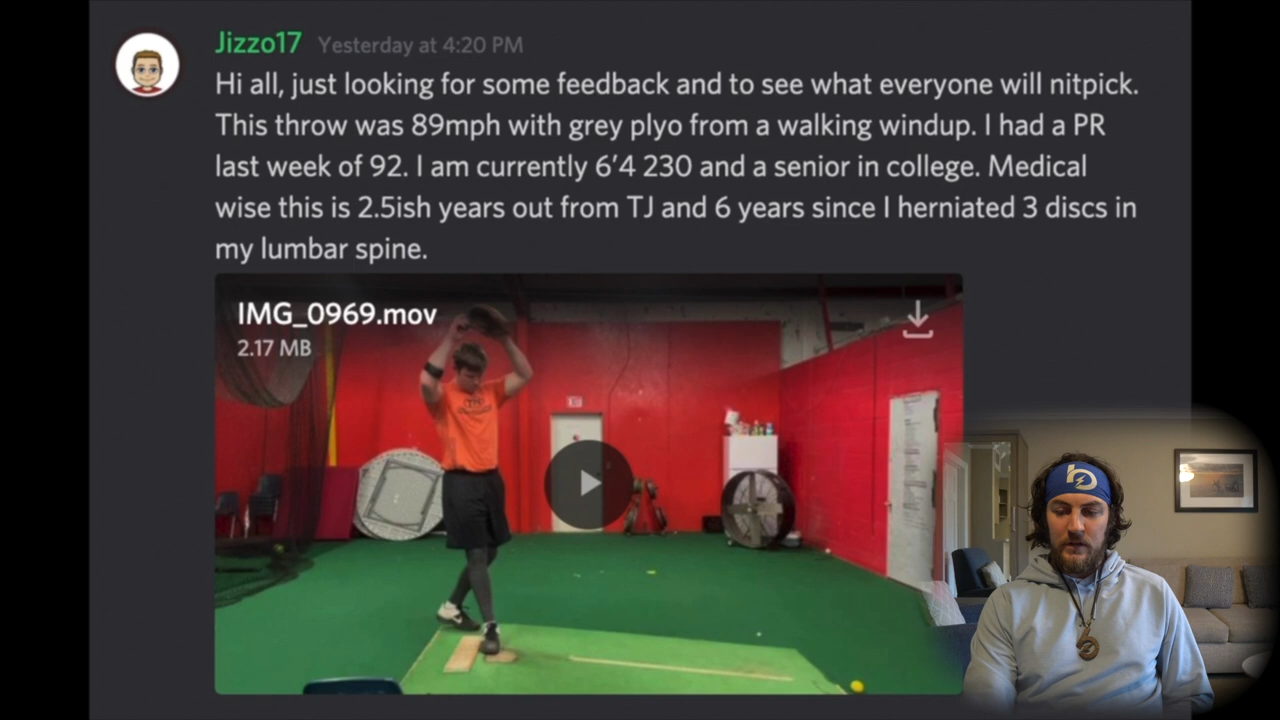 Jizzo17 Yesterday at 4:20 PM
Hi all, just looking for some feedback and to see what everyone will nitpick.
This throw was 89mph with grey plyo from a walking windup. I had a PR
last week of 92. I am currently 6’4 230 and a senior in college. Medical
wise this is 2.5ish years out from TJ and 6 years since I herniated 3 discs in
my lumbar spine.
IMG_0969.mov
2.17 MB